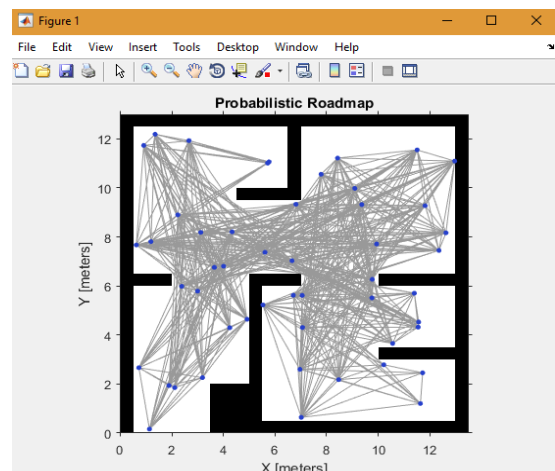 Figure 1
File Edit View Insert Tools Desktop Window Help
Probabilistic Roadmap
12
10
8
6
4
2
0
Y [meters]
0 2 4 6 8 10 12
X [meters]